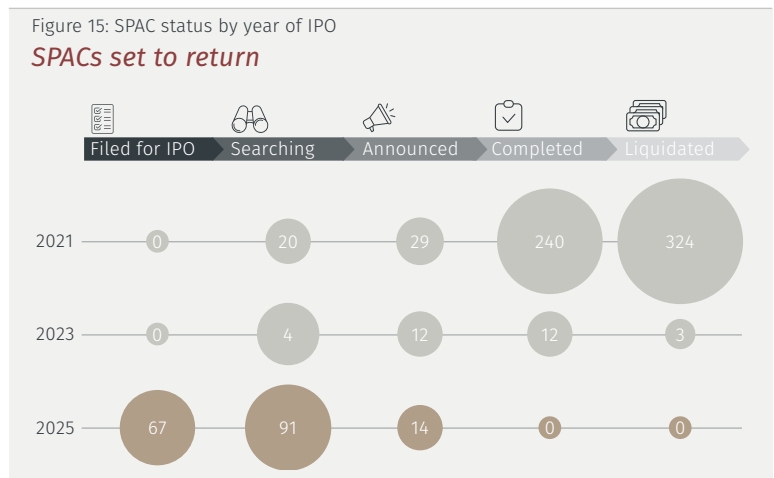 Figure 15: SPAC status by year of IPO
SPACs set to return
Filed for IPO Searching Announced Completed Liquidated
2021 0 20 29 240 324
2023 0 4 12 12 3
2025 67 91 14 0 0